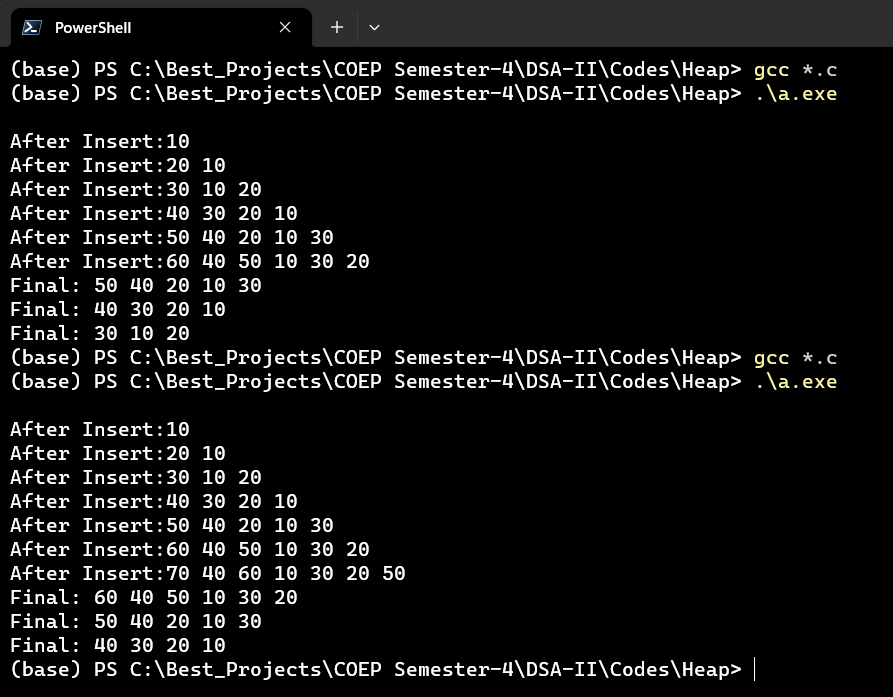 PowerShell
(base) PS C:\Best_Projects\COEP Semester-4\DSA-II\Codes\Heap> gcc *.c
(base) PS C:\Best_Projects\COEP Semester-4\DSA-II\Codes\Heap> .\a.exe
After Insert:10
After Insert:20 10
After Insert:30 10 20
After Insert:40 30 20 10
After Insert:50 40 20 10 30
After Insert:60 40 50 10 30 20
Final: 50 40 20 10 30
Final: 40 30 20 10
Final: 30 10 20
(base) PS C:\Best_Projects\COEP Semester-4\DSA-II\Codes\Heap> gcc *.c
(base) PS C:\Best_Projects\COEP Semester-4\DSA-II\Codes\Heap> .\a.exe
After Insert:10
After Insert:20 10
After Insert:30 10 20
After Insert:40 30 20 10
After Insert:50 40 20 10 30
After Insert:60 40 50 10 30 20
After Insert:70 40 60 10 30 20 50
Final: 60 40 50 10 30 20
Final: 50 40 20 10 30
Final: 40 30 20 10
(base) PS C:\Best_Projects\COEP Semester-4\DSA-II\Codes\Heap>